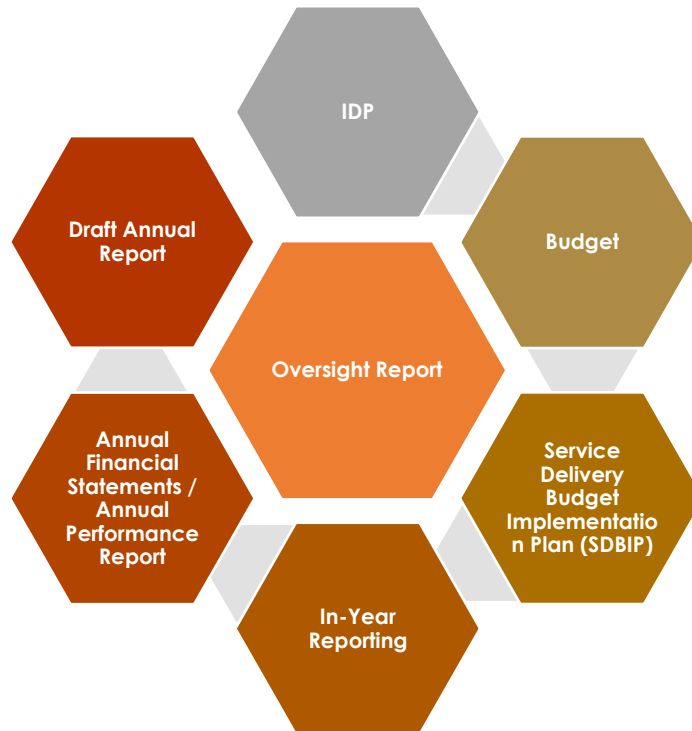 IDP
Budget
Service
Delivery
Budget
Implementatio
n Plan (SDBIP)
In-Year
Reporting
Annual
Financial
Statements /
Annual
Performance
Report
Draft Annual
Report
Oversight Report